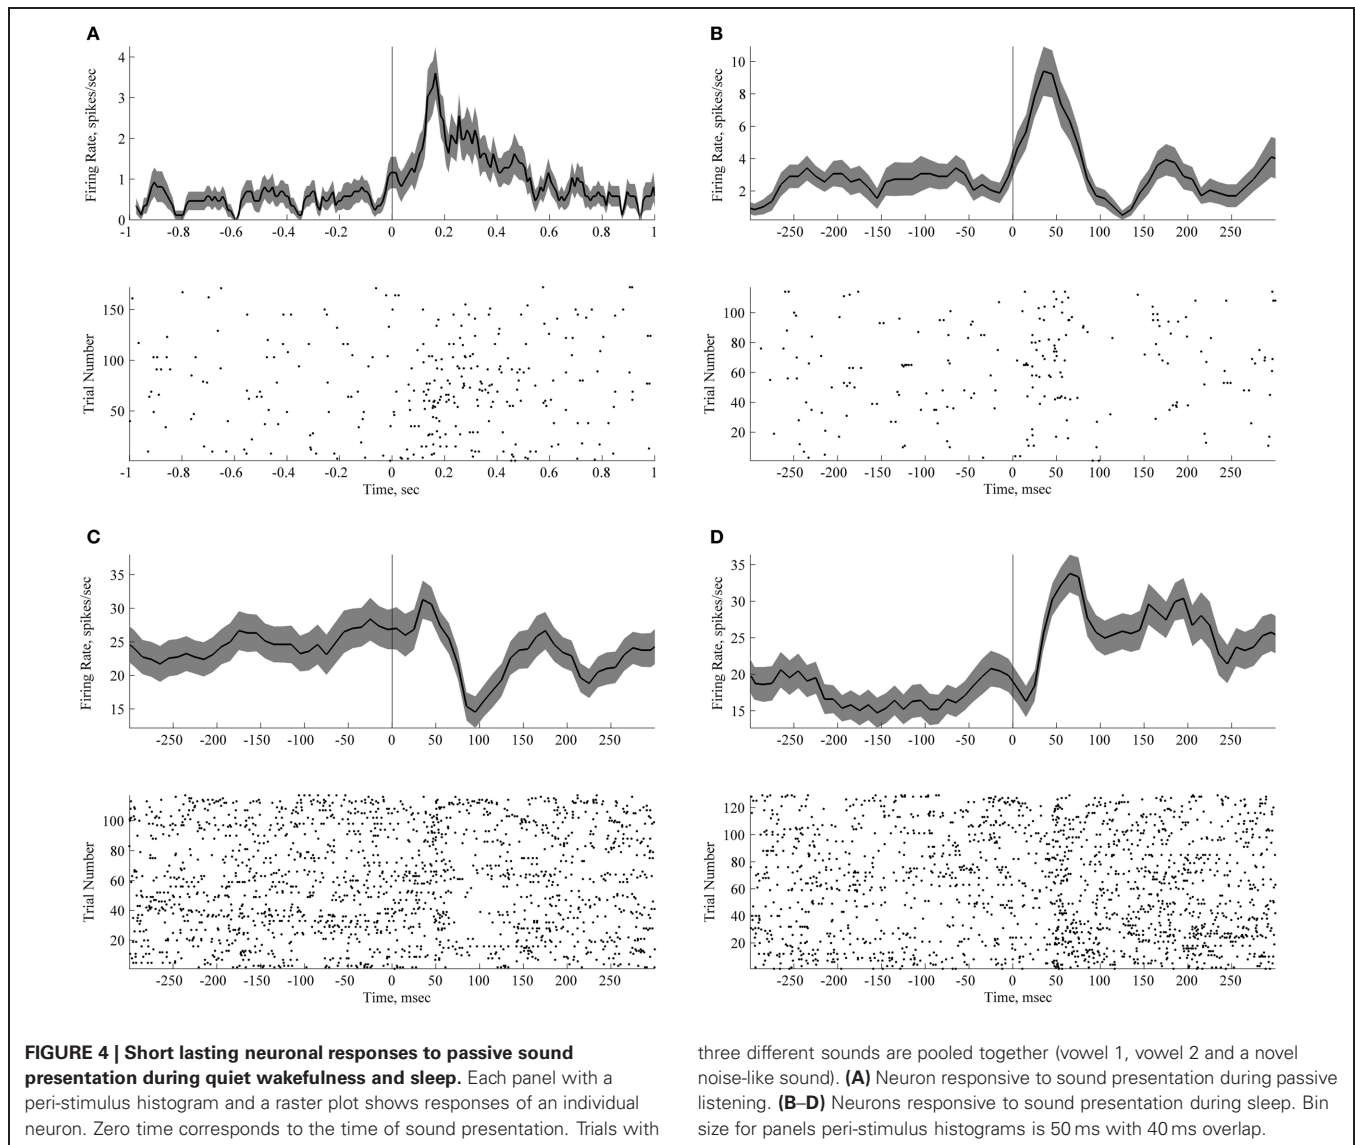 A
Firing Rate, spikes/sec
4
3
2
1
0
-1 -0.8 -0.6 -0.4 -0.2 0 0.2 0.4 0.6 0.8 1
Trial Number
150
100
50
-1 -0.8 -0.6 -0.4 -0.2 0 0.2 0.4 0.6 0.8 1
Time, sec
B
Firing Rate, spikes/sec
10
8
6
4
2
-250 -200 -150 -100 -50 0 50 100 150 200 250
Trial Number
100
80
60
40
20
-250 -200 -150 -100 -50 0 50 100 150 200 250
Time, msec
C
Firing Rate, spikes/sec
35
30
25
20
15
-250 -200 -150 -100 -50 0 50 100 150 200 250
Trial Number
100
80
60
40
20
-250 -200 -150 -100 -50 0 50 100 150 200 250
Time, msec
D
Firing Rate, spikes/sec
35
30
25
20
15
-250 -200 -150 -100 -50 0 50 100 150 200 250
Trial Number
120
100
80
60
40
20
-250 -200 -150 -100 -50 0 50 100 150 200 250
Time, msec
FIGURE 4 | Short lasting neuronal responses to passive sound
presentation during quiet wakefulness and sleep. Each panel with a
peri-stimulus histogram and a raster plot shows responses of an individual
neuron. Zero time corresponds to the time of sound presentation. Trials with
three different sounds are pooled together (vowel 1, vowel 2 and a novel
noise-like sound). (A) Neuron responsive to sound presentation during passive
listening. (B–D) Neurons responsive to sound presentation during sleep. Bin
size for panels peri-stimulus histograms is 50 ms with 40 ms overlap.